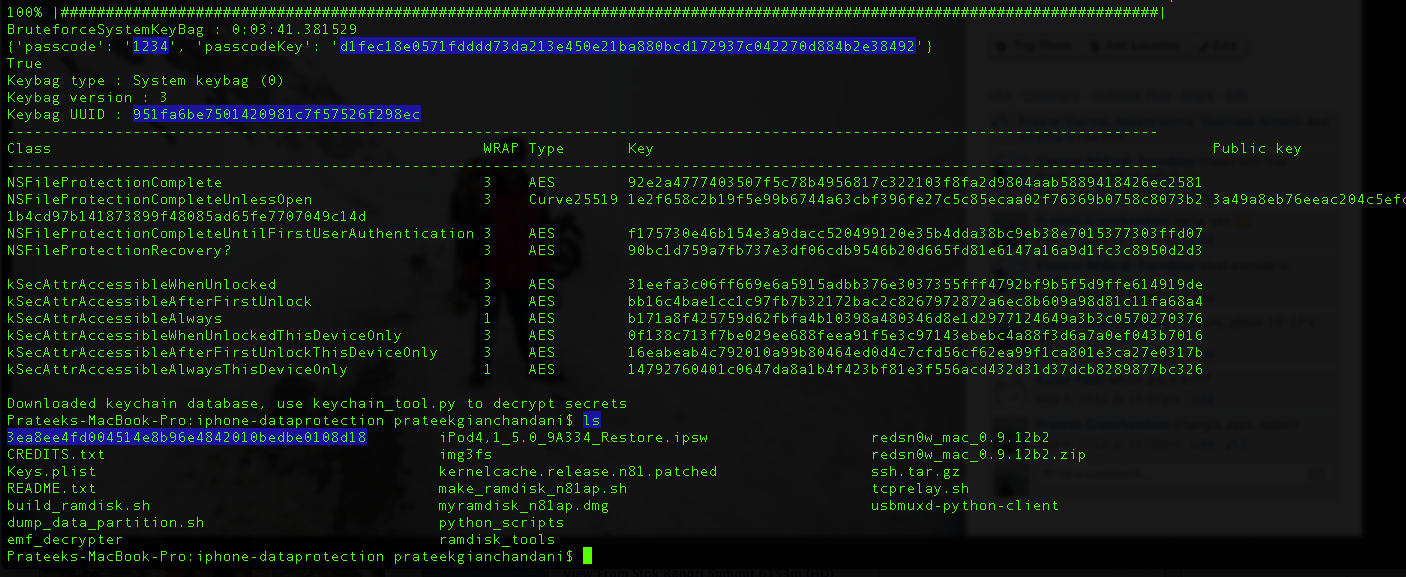 100% |##########################################################################################################################|
BruteforceSystemKeyBag : 0:03:41.381529
{'passcode': '1234', 'passcodeKey': 'd1fec18e0571fdddd73da213e450e21ba880bcd172937c042270d884b2e38492'}
True
Keybag type : System keybag (0)
Keybag version : 3
Keybag UUID : 951fa6be7501420981c7f57526f298ec
--------------------------------------------------------------------------------------------------------------------------------
Class WRAP Type Key Public key
--------------------------------------------------------------------------------------------------------------------------------
NSFileProtectionComplete 3 AES 92e2a4777403507f5c78b4956817c322103f8fa2d9804aab5889418426ec2581
NSFileProtectionCompleteUnlessOpen 3 Curve25519 1e2f658c2b19f5e99b6744a63cbf396fe27c5c85ecaa02f76369b0758c8073b2 3a49a8eb76eeac204c5efc
1b4cd97b141873899f48085ad65fe7707049c14d
NSFileProtectionCompleteUntilFirstUserAuthentication 3 AES f175730e46b154e3a9dacc520499120e35b4dda38bc9eb38e7015377303ffd07
NSFileProtectionRecovery? 3 AES 90bc1d759a7fb737e3df06cdb9546b20d665fd81e6147a16a9d1fc3c8950d2d3
kSecAttrAccessibleWhenUnlocked 3 AES 31eefa3c06ff669e6a5915adbb376e3037355fff4792bf9b5f5d9ffe614919de
kSecAttrAccessibleAfterFirstUnlock 3 AES bb16c4bae1cc1c97fb7b32172bac2c8267972872a6ec8b609a98d81c11fa68a4
kSecAttrAccessibleAlways 1 AES b171a8f425759d62fbfa4b10398a480346d8e1d2977124649a3b3c0570270376
kSecAttrAccessibleWhenUnlockedThisDeviceOnly 3 AES 0f138c713f7be029ee688feea91f5e3c97143ebebc4a88f3d6a7a0ef043b7016
kSecAttrAccessibleAfterFirstUnlockThisDeviceOnly 3 AES 16eabeab4c792010a99b80464ed0d4c7cfd56cf62ea99f1ca801e3ca27e0317b
kSecAttrAccessibleAlwaysThisDeviceOnly 1 AES 14792760401c0647da8a1b4f423bf81e3f556acd432d31d37dcb8289877bc326
Downloaded keychain database, use keychain_tool.py to decrypt secrets
Prateeks-MacBook-Pro:iphone-dataprotection prateekgianchandani$ ls
3ea8ee4fd004514e8b96e4842010bedbe0108d18 iPod4,1_5.0_9A334_Restore.ipsw redsn0w_mac_0.9.12b2
CREDITS.txt img3fs redsn0w_mac_0.9.12b2.zip
Keys.plist kernelcache.release.n81.patched ssh.tar.gz
README.txt make_ramdisk_n81ap.sh tcprelay.sh
build_ramdisk.sh myramdisk_n81ap.dmg usbmuxd-python-client
dump_data_partition.sh python_scripts
emf_decrypter ramdisk_tools
Prateeks-MacBook-Pro:iphone-dataprotection prateekgianchandani$